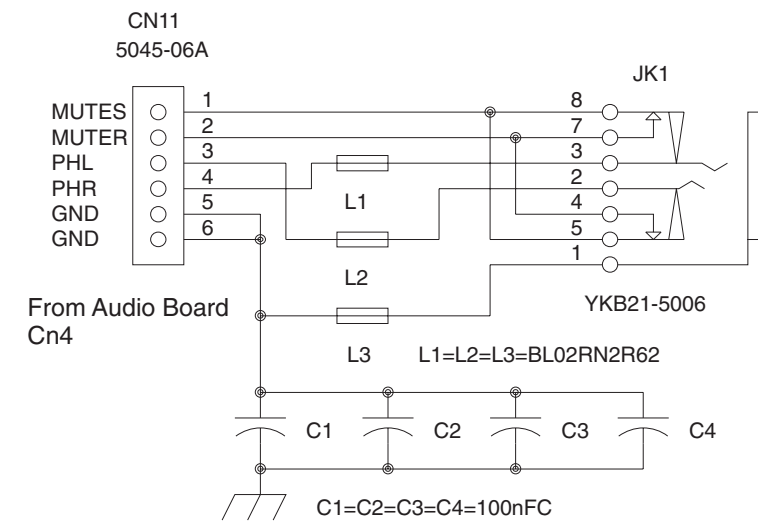 CN11
5045-06A
JK1
MUTES 1 8
MUTER 2 7
PHL 3 3
PHR 4 2
L1
GND 5 4
GND 6 5
1
L2
From Audio Board
Cn4
YKB21-5006
L3 L1=L2=L3=BL02RN2R62
C1 C2 C3 C4
C1=C2=C3=C4=100nFC